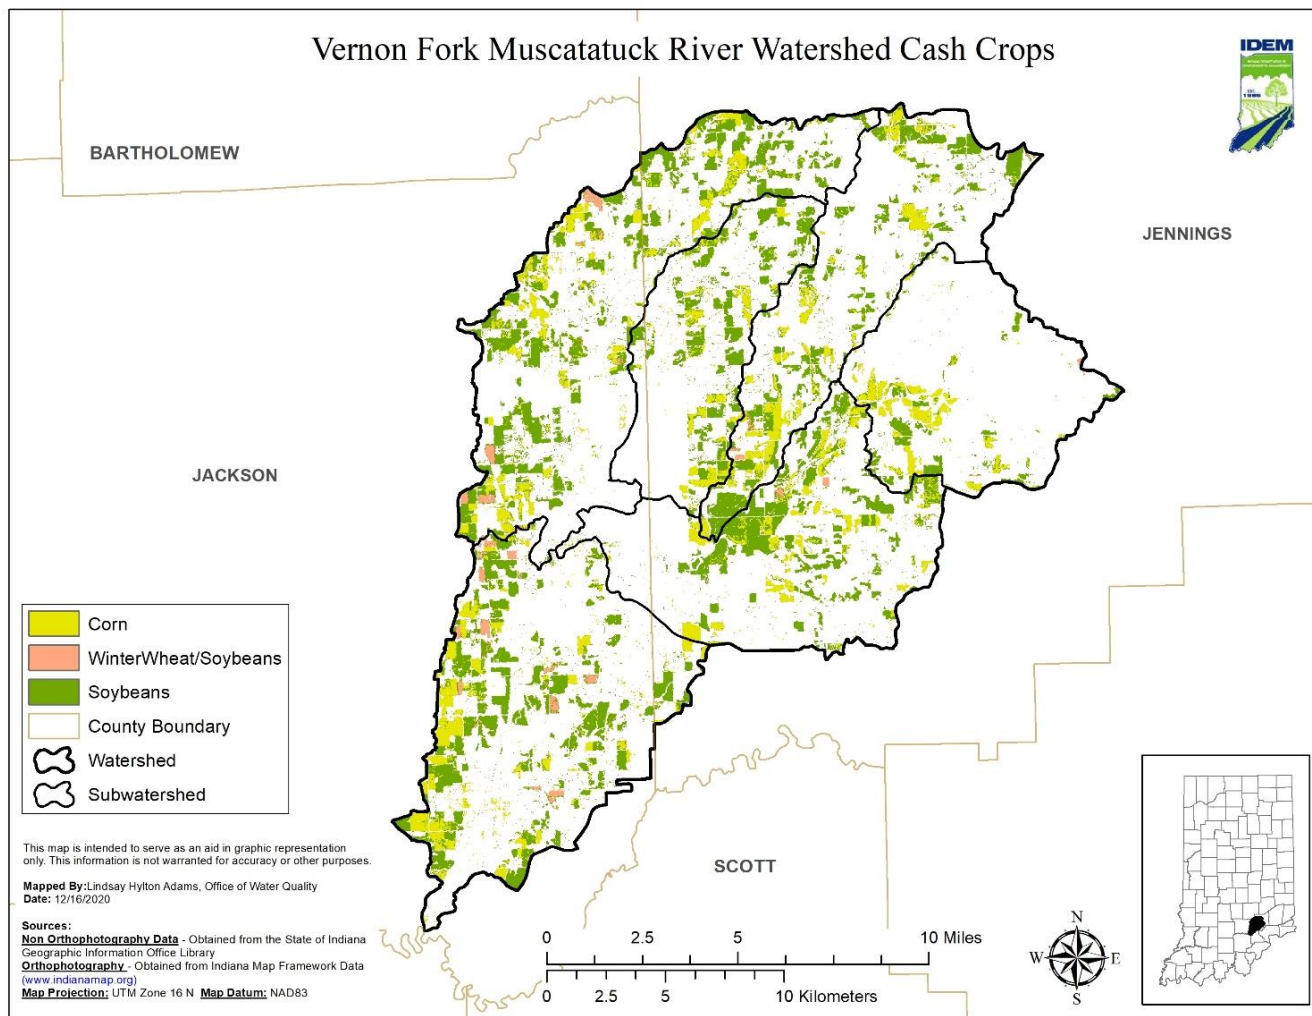 Vernon Fork Muscatatuck River Watershed Cash Crops
IDEM
EST.
1986
BARTHOLOMEW
JENNINGS
JACKSON
SCOTT
Corn
WinterWheat/Soybeans
Soybeans
County Boundary
Watershed
Subwatershed
This map is intended to serve as an aid in graphic representation
only. This information is not warranted for accuracy or other purposes.
Mapped By:Lindsay Hylton Adams, Office of Water Quality
Date: 12/16/2020
Sources:
Non Orthophotography Data - Obtained from the State of Indiana
Geographic Information Office Library
Orthophotography - Obtained from Indiana Map Framework Data
(www.indianamap.org)
Map Projection: UTM Zone 16 N Map Datum: NAD83
0 2.5 5 10 Miles
0 2.5 5 10 Kilometers
N
W E
S